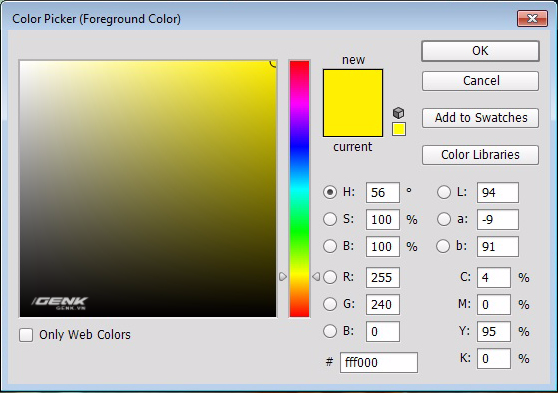 Color Picker (Foreground Color)
new
current
OK
Cancel
Add to Swatches
Color Libraries
H: 56 °
S: 100 %
B: 100 %
R: 255
G: 240
B: 0
# fff000
L: 94
a: -9
b: 91
C: 4 %
M: 0 %
Y: 95 %
K: 0 %
GENK
GENK.VN
Only Web Colors